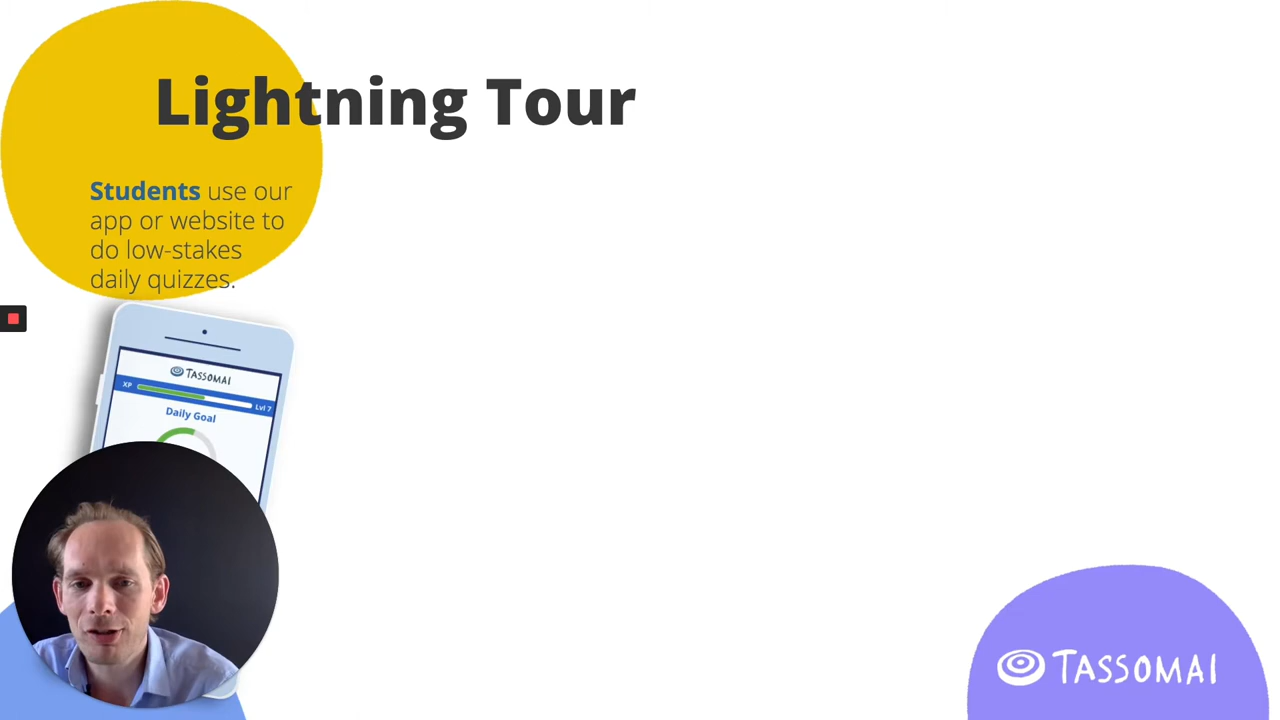 Lightning Tour
Students use our
app or website to
do low-stakes
daily quizzes.
TASSOMAI
XP
Lvl 7
Daily Goal
TASSOMAI